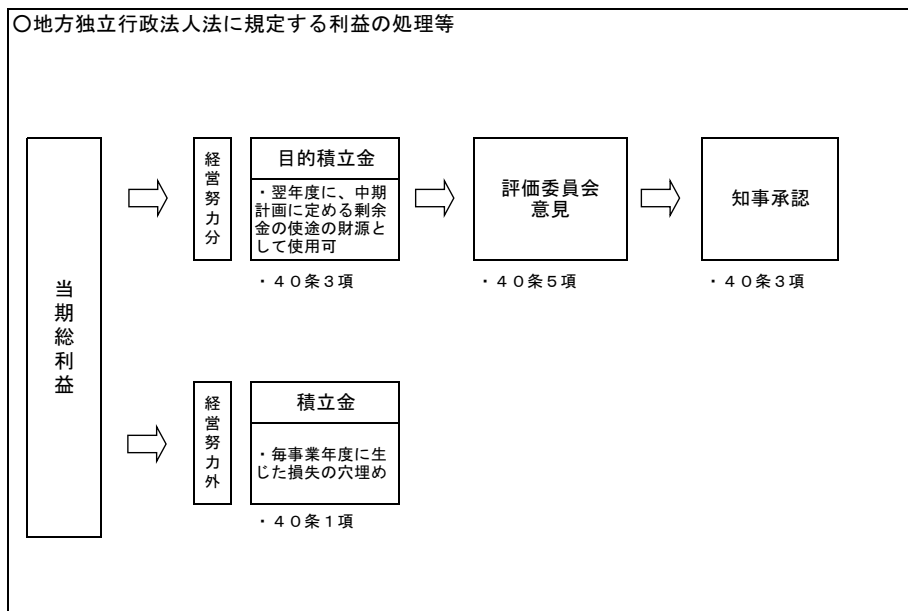 〇地方独立行政法人法に規定する利益の処理等
当期総利益
経営努力分
目的積立金
・翌年度に、中期
計画に定める剰余
金の使途の財源と
して使用可
・４０条３項
評価委員会
意見
・４０条５項
知事承認
・４０条３項
経営努力外
積立金
・毎事業年度に生
じた損失の穴埋め
・４０条１項